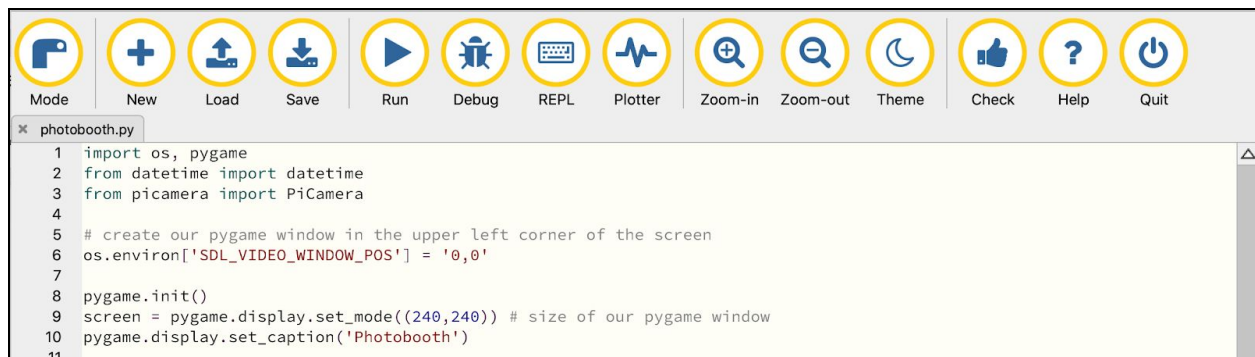 Mode New Load Save Run Debug REPL Plotter Zoom-in Zoom-out Theme Check Help Quit
photobooth.py
1 import os, pygame
2 from datetime import datetime
3 from picamera import PiCamera
4
5 # create our pygame window in the upper left corner of the screen
6 os.environ['SDL_VIDEO_WINDOW_POS'] = '0,0'
7
8 pygame.init()
9 screen = pygame.display.set_mode((240,240)) # size of our pygame window
10 pygame.display.set_caption('Photobooth')
11